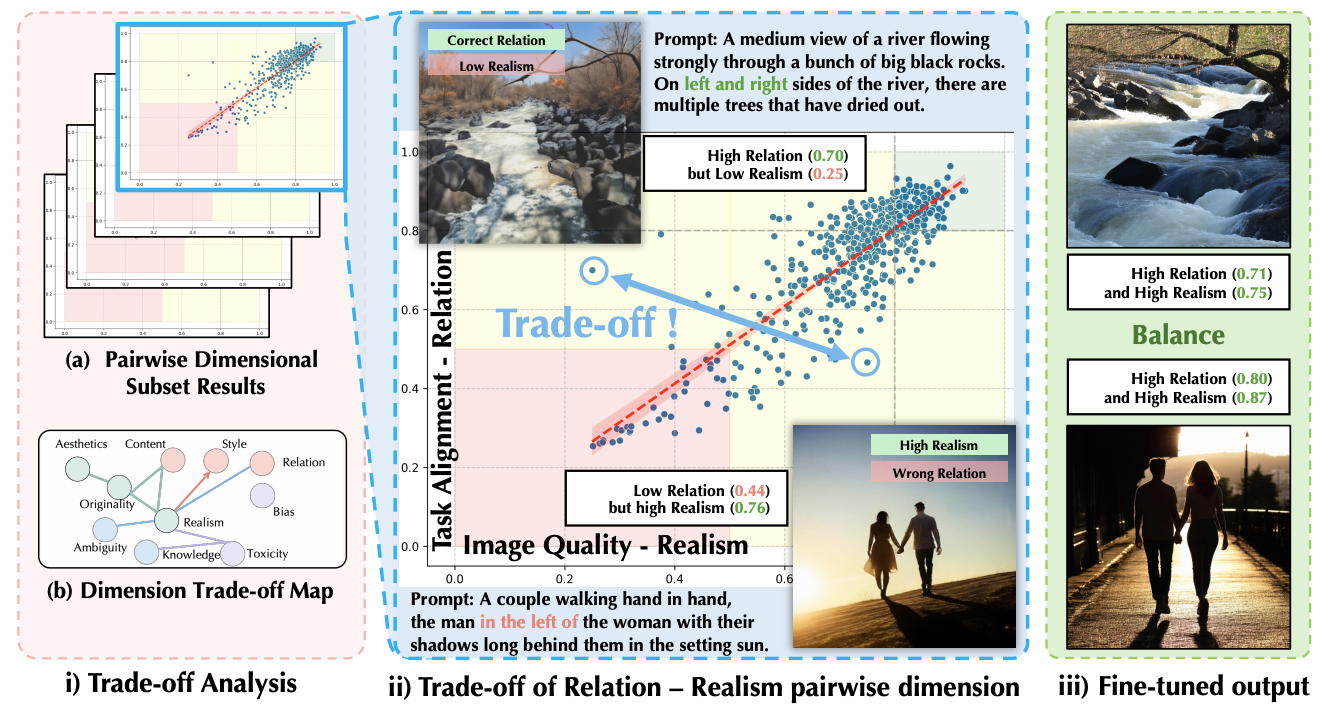 (a) Pairwise Dimensional
Subset Results
Aesthetics
Content
Style
Relation
Originality
Bias
Realism
Ambiguity
Knowledge
Toxicity
(b) Dimension Trade-off Map
i) Trade-off Analysis
Correct Relation
Low Realism
Prompt: A medium view of a river flowing
strongly through a bunch of big black rocks.
On left and right sides of the river, there are
multiple trees that have dried out.
High Relation (0.70)
but Low Realism (0.25)
1.0
0.8
0.6
0.4
0.2
0.0
Task Alignment - Relation
Trade-off !
Low Relation (0.44)
but high Realism (0.76)
Image Quality - Realism
0.0
0.2
0.4
0.6
High Realism
Wrong Relation
Prompt: A couple walking hand in hand,
the man in the left of the woman with their
shadows long behind them in the setting sun.
ii) Trade-off of Relation – Realism pairwise dimension
High Relation (0.71)
and High Realism (0.75)
Balance
High Relation (0.80)
and High Realism (0.87)
iii) Fine-tuned output